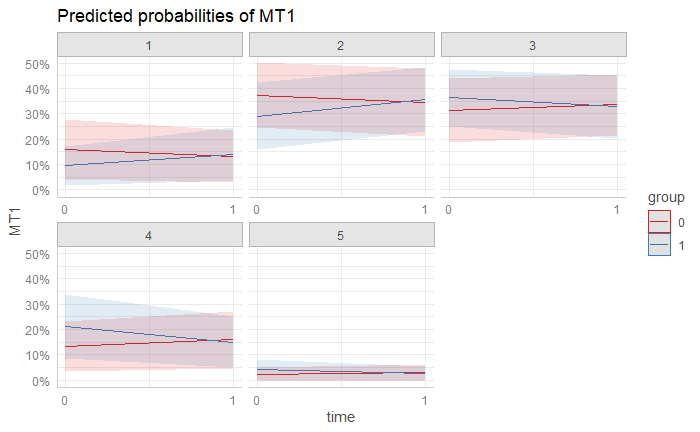 Predicted probabilities of MT1
1 2 3
50%
40%
30%
20%
10%
0%
0 1 0 1 0 1
4 5
50%
40%
30%
20%
10%
0%
0 1 0 1
MT1
time
group
0
1